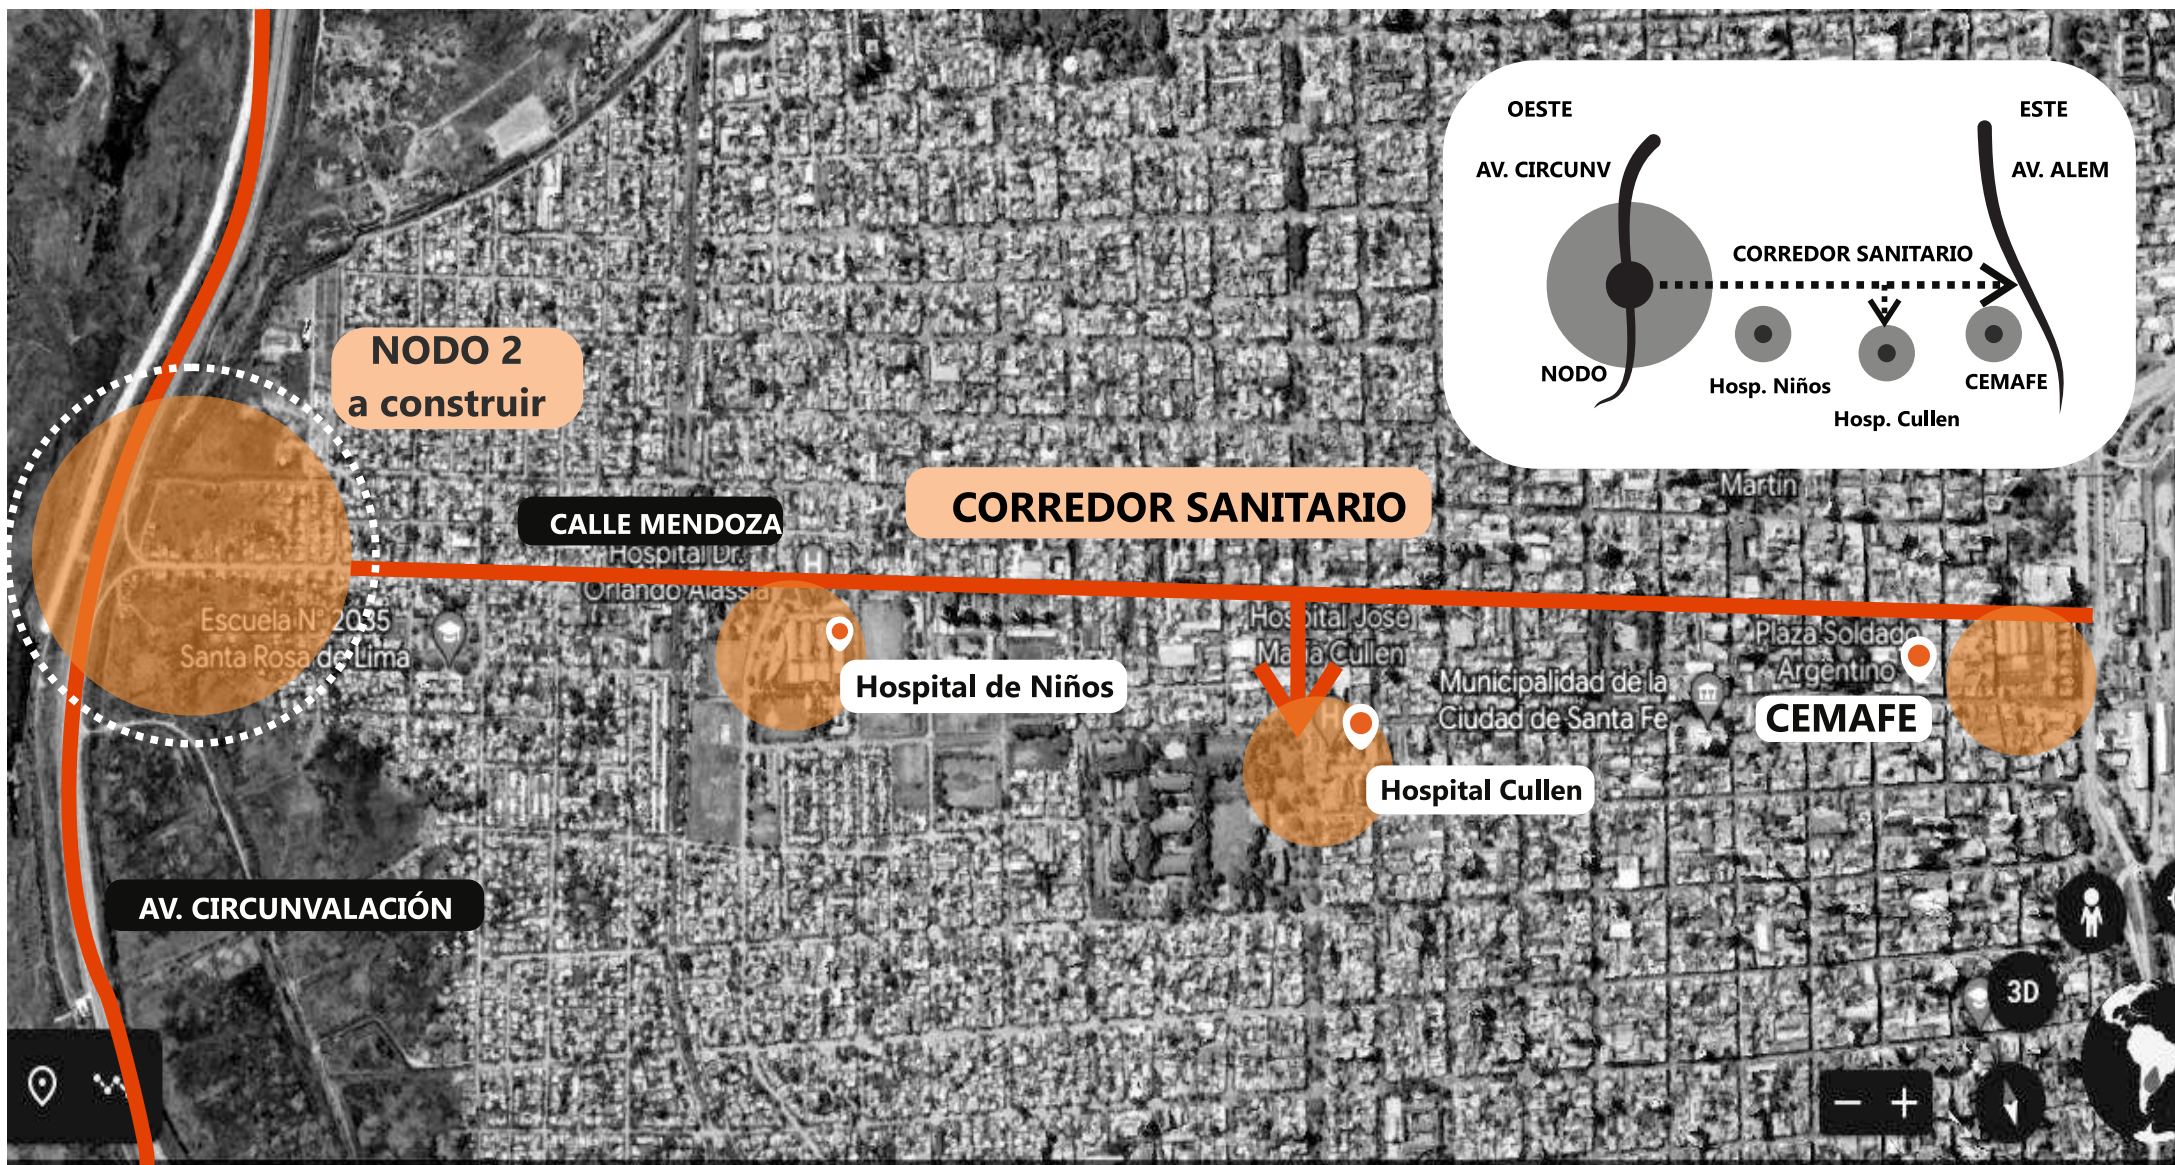 OESTE
ESTE
AV. CIRCUNV
AV. ALEM
CORREDOR SANITARIO
NODO
Hosp. Niños
CEMAFE
Hosp. Cullen
NODO 2
a construir
Martin
CORREDOR SANITARIO
CALLE MENDOZA
Hospital Dr.
Orlando Alassia
H
Escuela N° 2035
Santa Rosa de Lima
Hospital José
María Cullen
Plaza Soldado
Argentino
Hospital de Niños
Municipalidad de la
Ciudad de Santa Fe
CEMAFE
Hospital Cullen
AV. CIRCUNVALACIÓN
3D